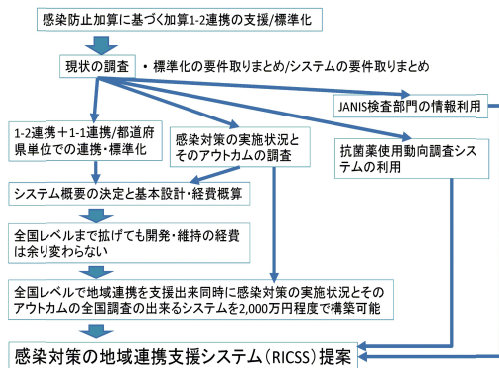 感染防止加算に基づく加算1-2連携の支援/標準化
現状の調査
・標準化の要件取りまとめ/システムの要件取りまとめ
JANIS検査部門の情報利用
1-2連携＋1-1連携/都道府
県単位での連携・標準化
感染対策の実施状況と
そのアウトカムの調査
抗菌薬使用動向調査シス
テムの利用
システム概要の決定と基本設計・経費概算
全国レベルまで拡げても開発・維持の経費
は余り変わらない
全国レベルで地域連携を支援出来同時に感染対策の実施状況とその
アウトカムの全国調査の出来るシステムを2,000万円程度で構築可能
感染対策の地域連携支援システム（RICSS）提案